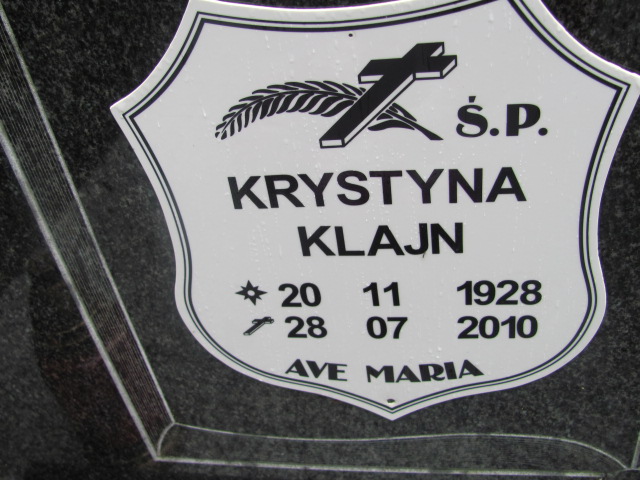 Ś.P.
KRYSTYNA
KLAJN
20 11 1928
28 07 2010
AVE MARIA